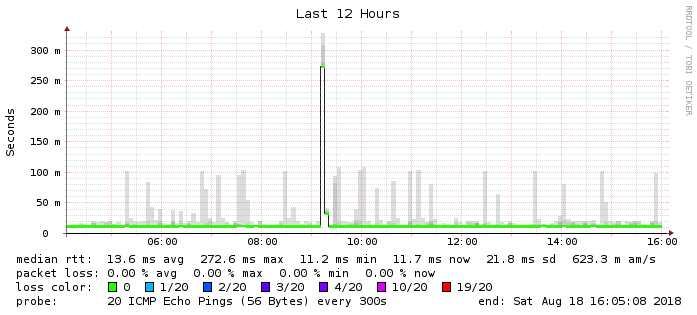 Last 12 Hours
RRDTOOL / TOBI OETIKER
Seconds
300 m
250 m
200 m
150 m
100 m
50 m
0
06:00 08:00 10:00 12:00 14:00 16:00
median rtt: 13.6 ms avg 272.6 ms max 11.2 ms min 11.7 ms now 21.8 ms sd 623.3 m am/s
packet loss: 0.00 % avg 0.00 % max 0.00 % min 0.00 % now
loss color: 0 1/20 2/20 3/20 4/20 10/20 19/20
probe: 20 ICMP Echo Pings (56 Bytes) every 300s end: Sat Aug 18 16:05:08 2018